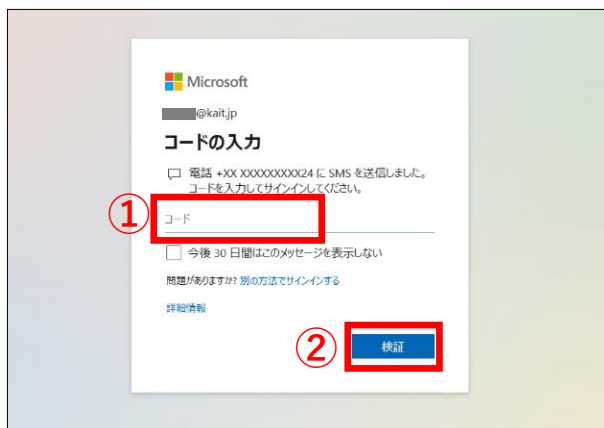 Microsoft
@kait.jp
コードの入力
電話 +XX XXXXXXXXX24 に SMS を送信しました。
コードを入力してサインインしてください。
①
コード
今後 30 日間はこのメッセージを表示しない
問題がありますか? 別の方法でサインインする
詳細情報
②
検証